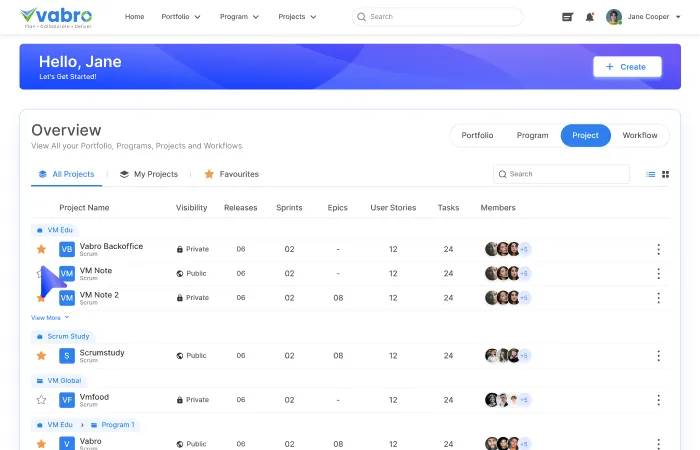 vabro
Plan • Collaborate • Deliver
Home Portfolio Program Projects Search Jane Cooper
Hello, Jane
Let's Get Started!
+ Create
Overview
View All your Portfolio, Programs, Projects and Workflows
Portfolio Program Project Workflow
All Projects My Projects Favourites Search
Project Name Visibility Releases Sprints Epics User Stories Tasks Members
VM Edu
VB Vabro Backoffice Private 06 02 - 12 24 +5
Scrum
VM VM Note Public 06 02 - 12 24 +5
Scrum
VM VM Note 2 Private 06 02 08 12 24 +5
Scrum
View More
Scrum Study
S Scrumstudy Public 06 02 08 12 24 +5
Scrum
VM Global
VF Vmfood Private 06 02 - 12 24 +5
Scrum
VM Edu > Program 1
V Vabro Public 06 02 08 12 24 +5
Scrum